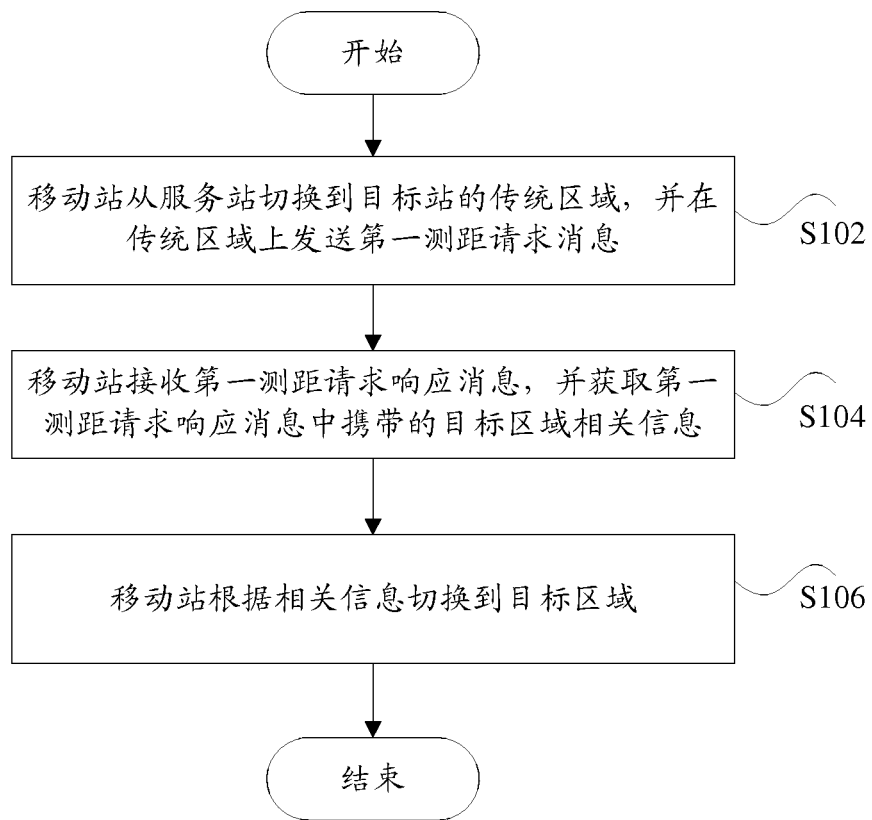 开始
移动站从服务站切换到目标站的传统区域，并在
传统区域上发送第一测距请求消息
S102
移动站接收第一测距请求响应消息，并获取第一
测距请求响应消息中携带的目标区域相关信息
S104
移动站根据相关信息切换到目标区域
S106
结束